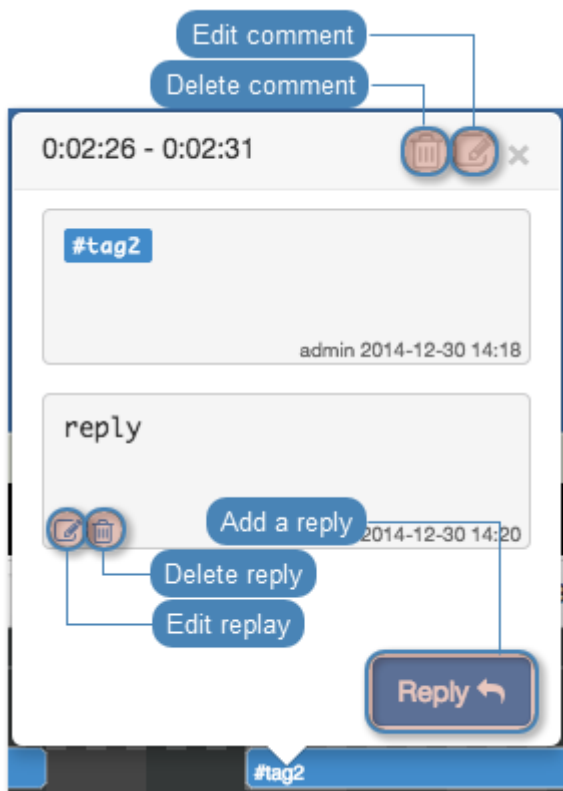 Edit comment
Delete comment
0:02:26 - 0:02:31
#tag2
admin 2014-12-30 14:18
reply
Add a reply
2014-12-30 14:20
Delete reply
Edit replay
Reply
#tag2